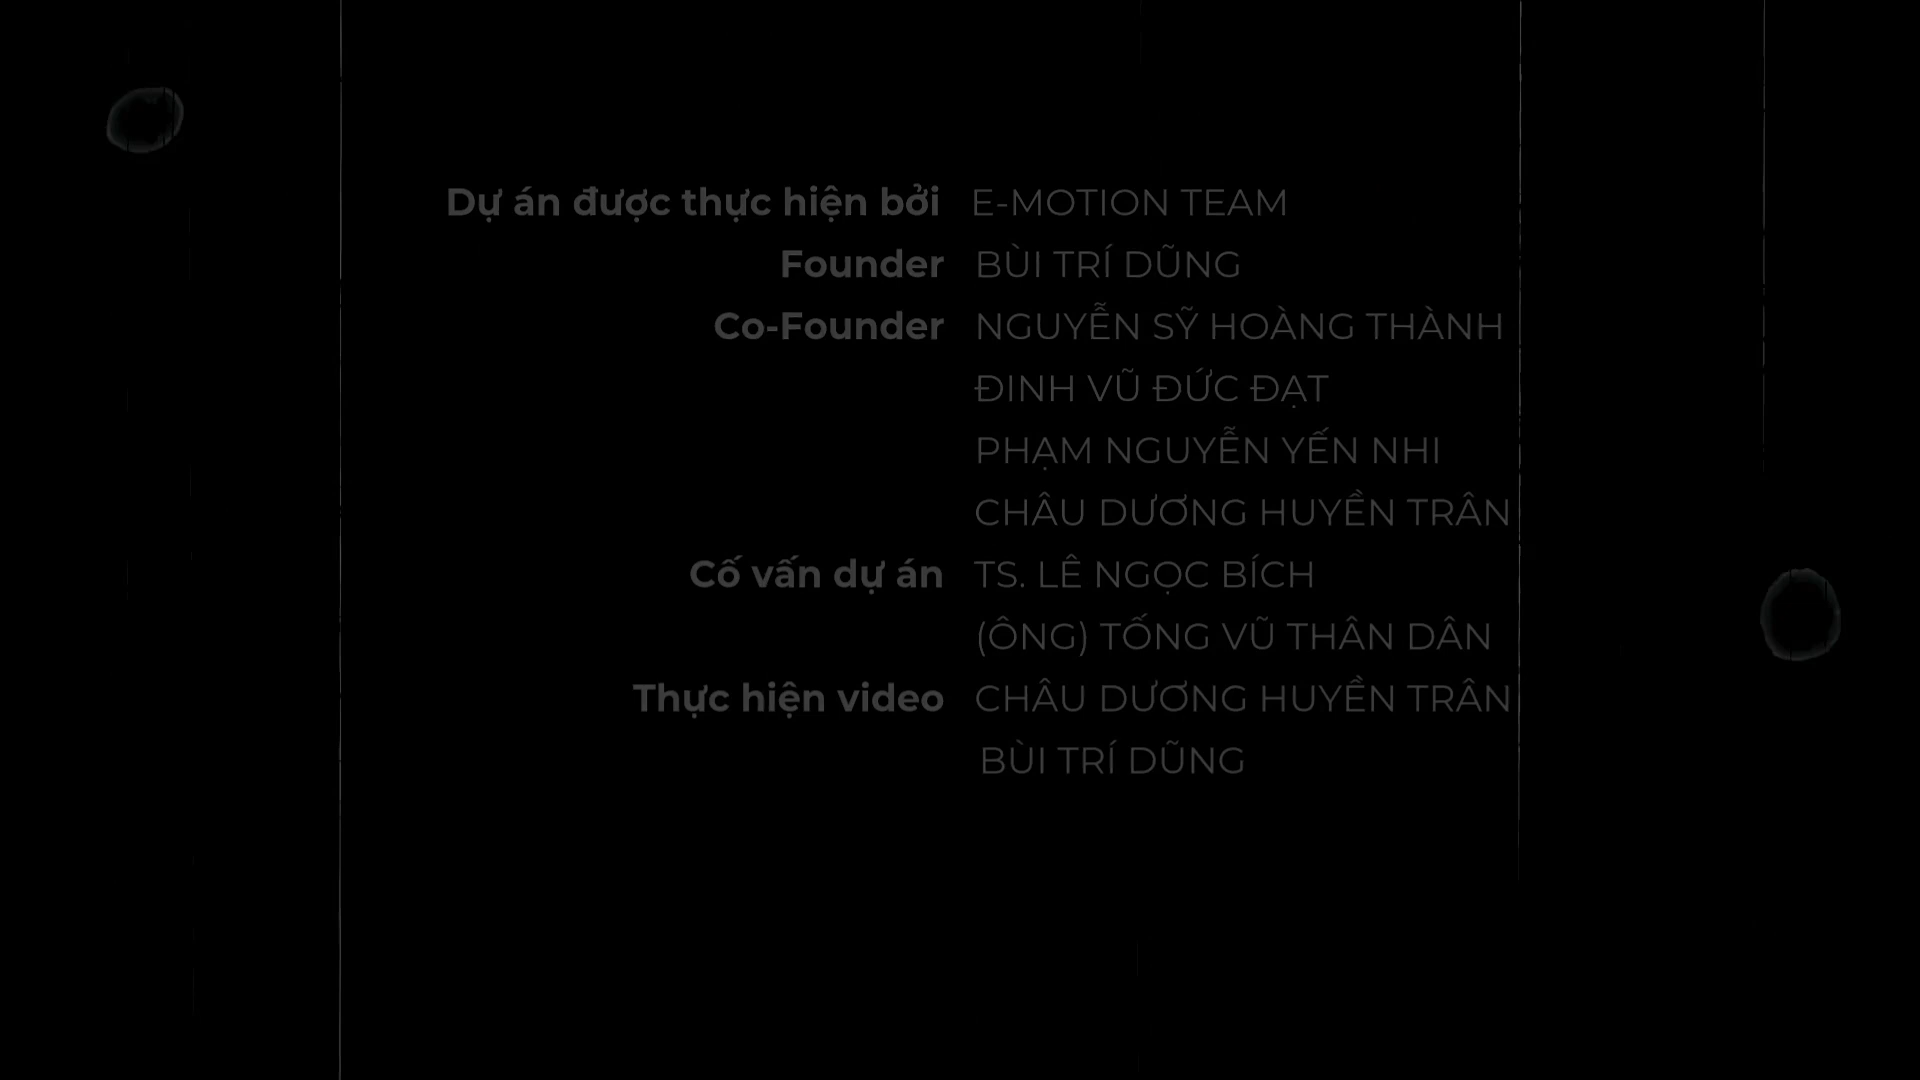 Dự án được thực hiện bởi E-MOTION TEAM
Founder BÙI TRÍ DŨNG
Co-Founder NGUYỄN SỸ HOÀNG THÀNH
ĐINH VŨ ĐỨC ĐẠT
PHẠM NGUYỄN YẾN NHI
CHÂU DƯƠNG HUYỀN TRÂN
Cố vấn dự án TS. LÊ NGỌC BÍCH
(ÔNG) TỐNG VŨ THÂN DÂN
Thực hiện video CHÂU DƯƠNG HUYỀN TRÂN
BÙI TRÍ DŨNG